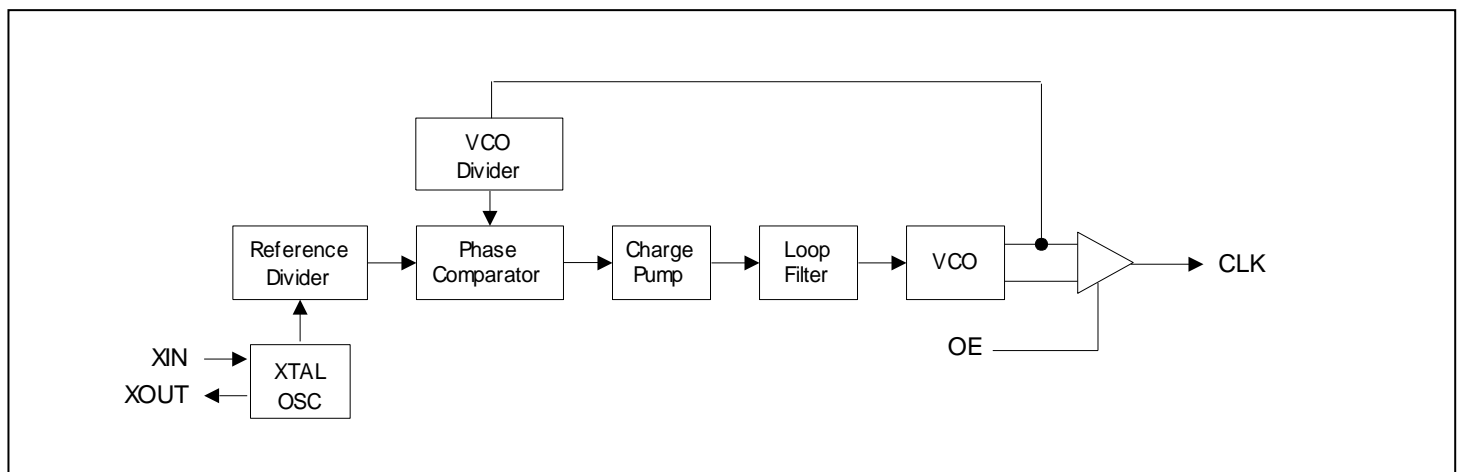 VCO
Divider
Reference
Divider
Phase
Comparator
Charge
Pump
Loop
Filter
VCO
CLK
OE
XIN
XOUT
XTAL
OSC